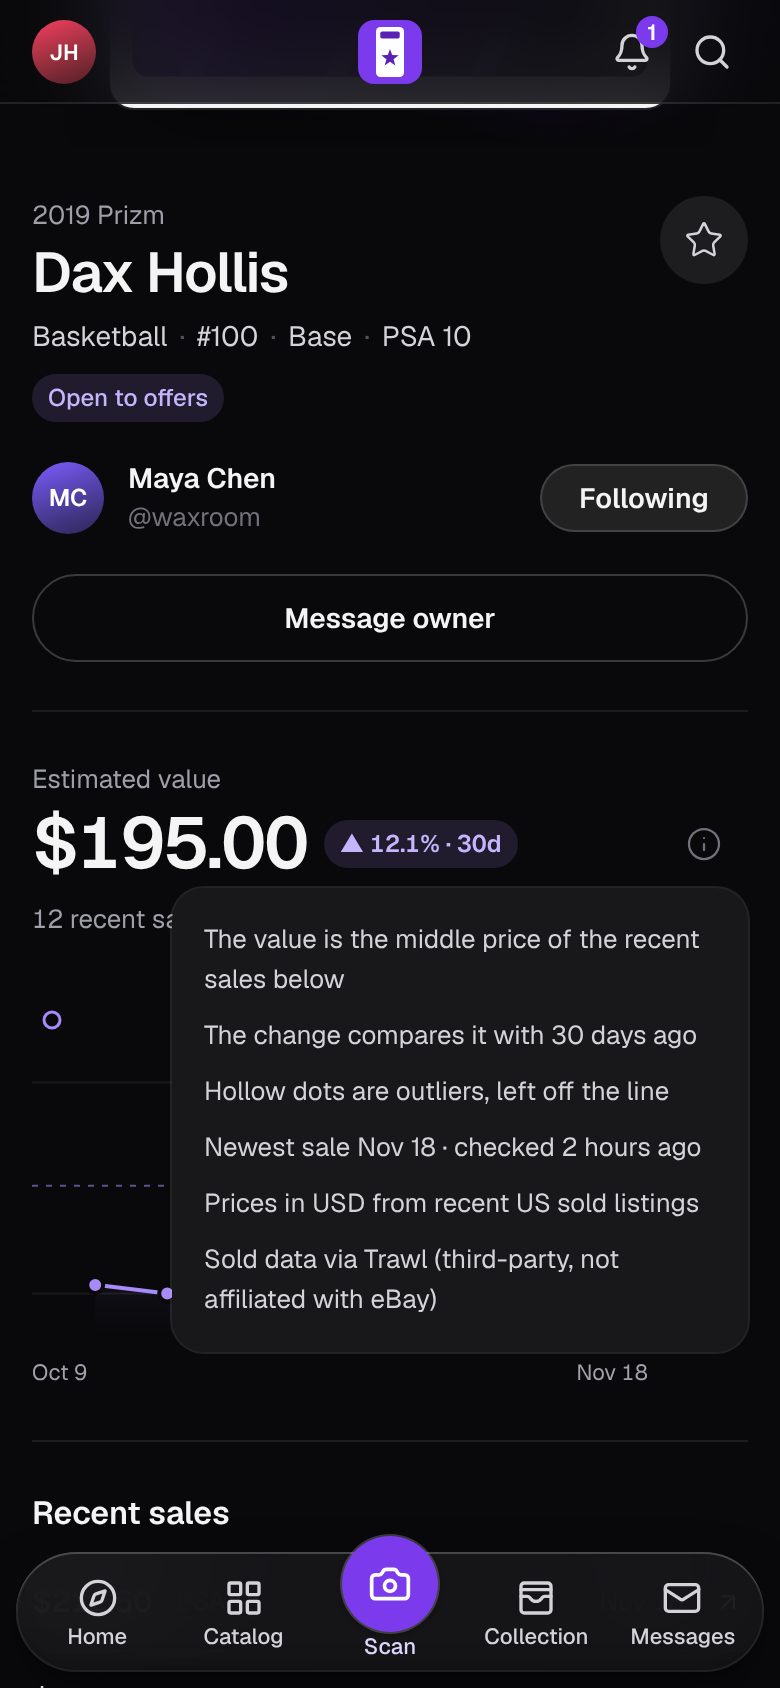 JH
1
2019 Prizm
Dax Hollis
Basketball · #100 · Base · PSA 10
Open to offers
MC
Maya Chen
@waxroom
Following
Message owner
Estimated value
$195.00
▲ 12.1% · 30d
12 recent
The value is the middle price of the recent
sales below
The change compares it with 30 days ago
Hollow dots are outliers, left off the line
Newest sale Nov 18 · checked 2 hours ago
Prices in USD from recent US sold listings
Sold data via Trawl (third-party, not
affiliated with eBay)
Oct 9
Nov 18
Recent sales
Home
Catalog
Scan
Collection
Messages